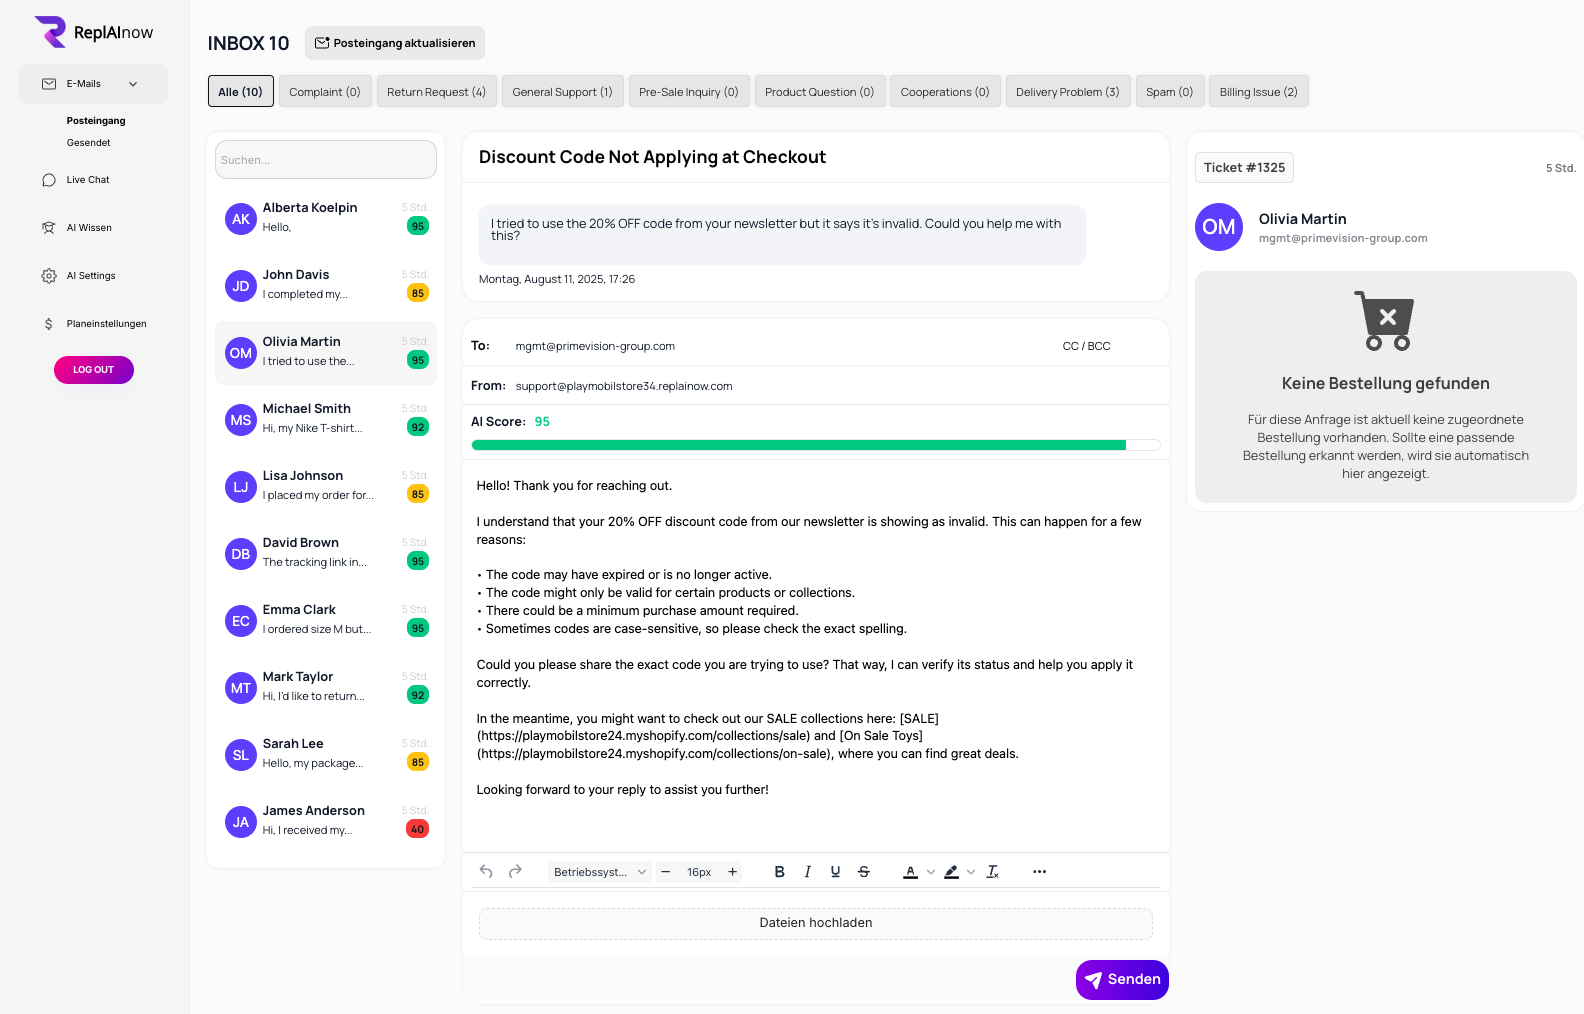 ReplAInow
E-Mails
Posteingang
Gesendet
Live Chat
AI Wissen
AI Settings
Planeinstellungen
LOG OUT
INBOX 10
Posteingang aktualisieren
Alle (10)
Complaint (0)
Return Request (4)
General Support (1)
Pre-Sale Inquiry (0)
Product Question (0)
Cooperations (0)
Delivery Problem (3)
Spam (0)
Billing Issue (2)
Suchen...
AK
Alberta Koelpin
5 Std.
Hello,
95
JD
John Davis
5 Std.
I completed my...
85
OM
Olivia Martin
5 Std.
I tried to use the...
95
MS
Michael Smith
5 Std.
Hi, my Nike T-shirt...
92
LJ
Lisa Johnson
5 Std.
I placed my order for...
85
DB
David Brown
5 Std.
The tracking link in...
95
EC
Emma Clark
5 Std.
I ordered size M but...
95
MT
Mark Taylor
5 Std.
Hi, I'd like to return...
92
SL
Sarah Lee
5 Std.
Hello, my package...
85
JA
James Anderson
5 Std.
Hi, I received my...
40
Discount Code Not Applying at Checkout
I tried to use the 20% OFF code from your newsletter but it says it's invalid. Could you help me with
this?
Montag, August 11, 2025, 17:26
To: mgmt@primevision-group.com CC / BCC
From: support@playmobilstore34.replainow.com
AI Score: 95
Hello! Thank you for reaching out.
I understand that your 20% OFF discount code from our newsletter is showing as invalid. This can happen for a few
reasons:
• The code may have expired or is no longer active.
• The code might only be valid for certain products or collections.
• There could be a minimum purchase amount required.
• Sometimes codes are case-sensitive, so please check the exact spelling.
Could you please share the exact code you are trying to use? That way, I can verify its status and help you apply it
correctly.
In the meantime, you might want to check out our SALE collections here: [SALE]
(https://playmobilstore24.myshopify.com/collections/sale) and [On Sale Toys]
(https://playmobilstore24.myshopify.com/collections/on-sale), where you can find great deals.
Looking forward to your reply to assist you further!
Betriebssyst... − 16px + B I U S A ...
Dateien hochladen
Senden
Ticket #1325
5 Std.
OM
Olivia Martin
mgmt@primevision-group.com
Keine Bestellung gefunden
Für diese Anfrage ist aktuell keine zugeordnete
Bestellung vorhanden. Sollte eine passende
Bestellung erkannt werden, wird sie automatisch
hier angezeigt.